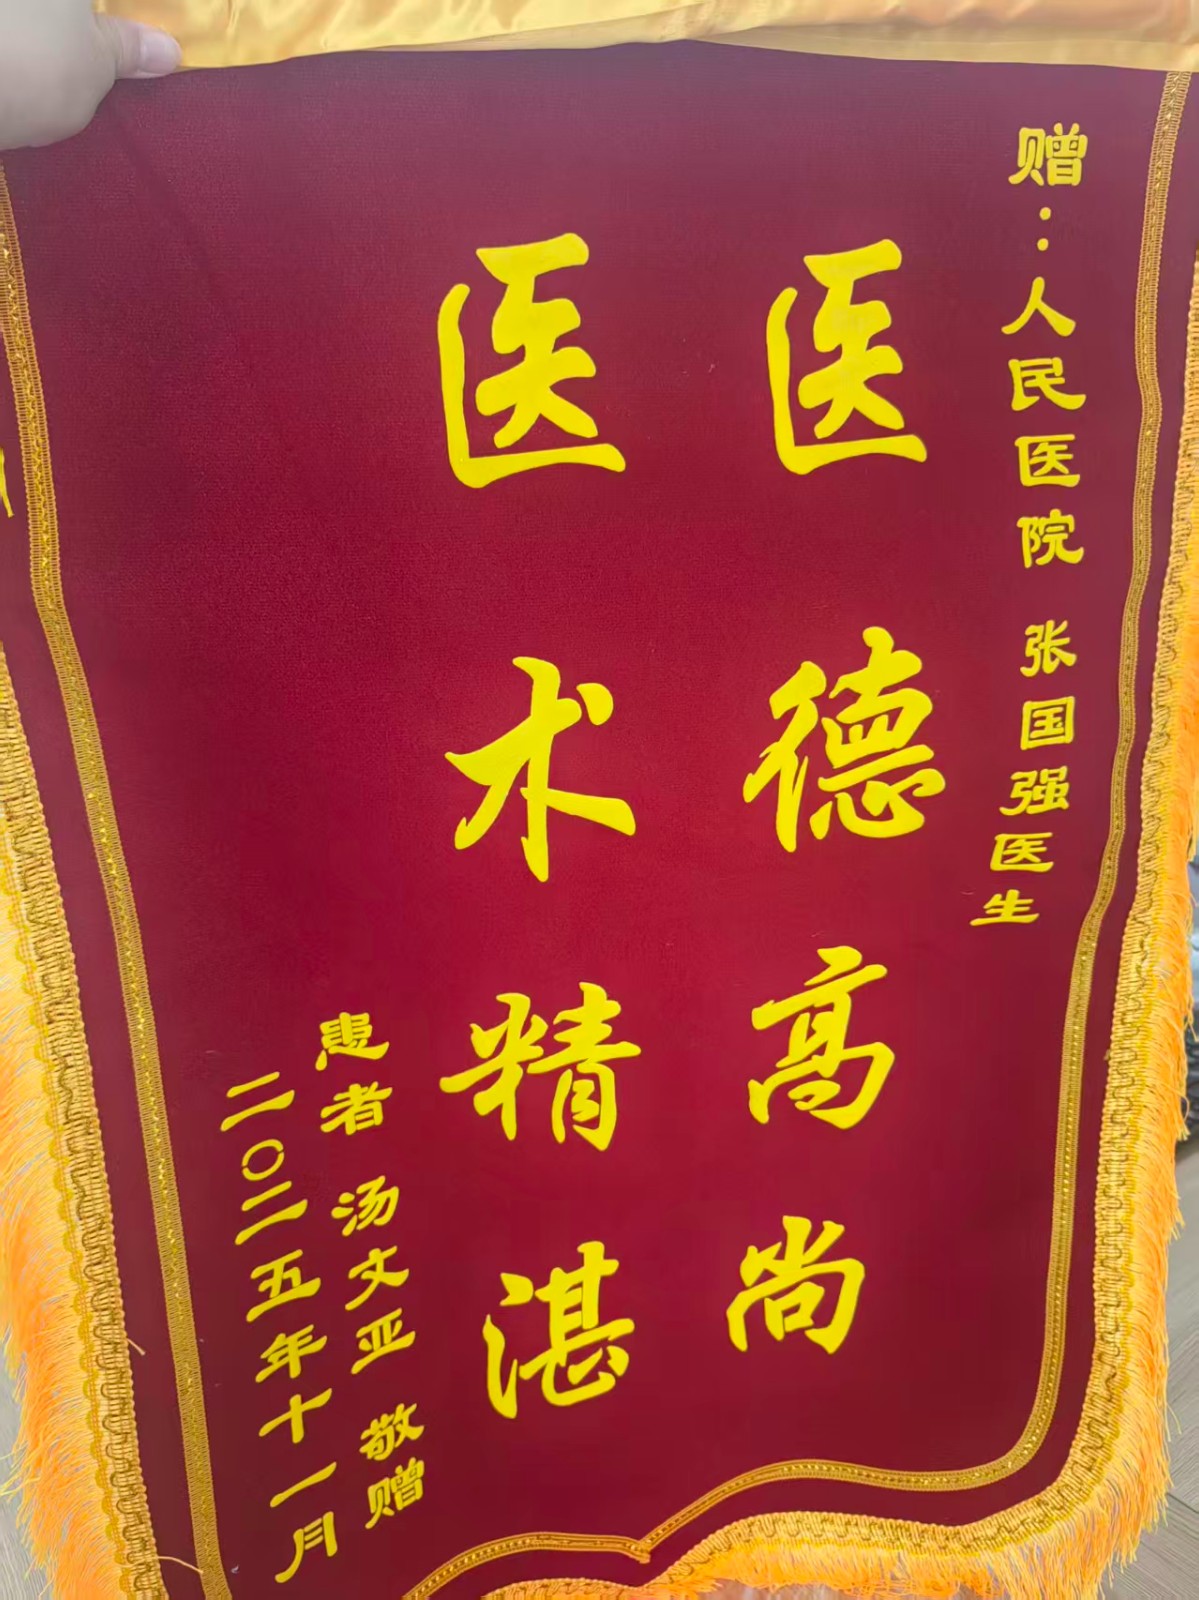 赠：人民医院 张国强医生
医德高尚
医术精湛
患者 汤文亚 敬赠
二〇二五年十一月